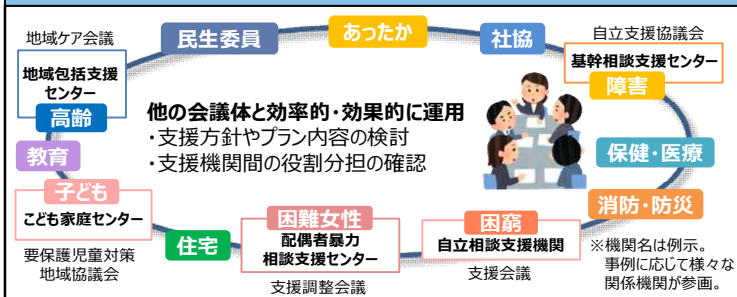 地域ケア会議
民生委員
あったか
社協
自立支援協議会
地域包括支援
センター
高齢
基幹相談支援センター
障害
他の会議体と効率的・効果的に運用
・支援方針やプラン内容の検討
・支援機関間の役割分担の確認
教育
保健・医療
子ども
こども家庭センター
要保護児童対策
地域協議会
住宅
困難女性
配偶者暴力
相談支援センター
支援調整会議
困窮
自立相談支援機関
支援会議
消防・防災
※機関名は例示。
事例に応じて様々な
関係機関が参画。